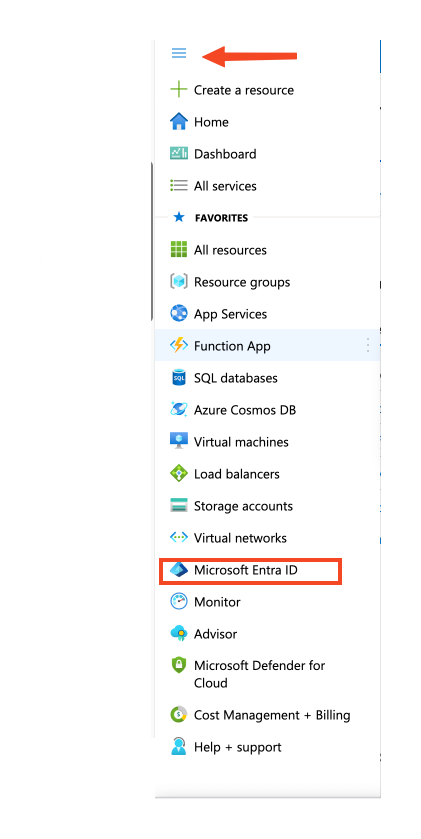 Create a resource
Home
Dashboard
All services
FAVORITES
All resources
Resource groups
App Services
Function App
SQL databases
Azure Cosmos DB
Virtual machines
Load balancers
Storage accounts
Virtual networks
Microsoft Entra ID
Monitor
Advisor
Microsoft Defender for
Cloud
Cost Management + Billing
Help + support